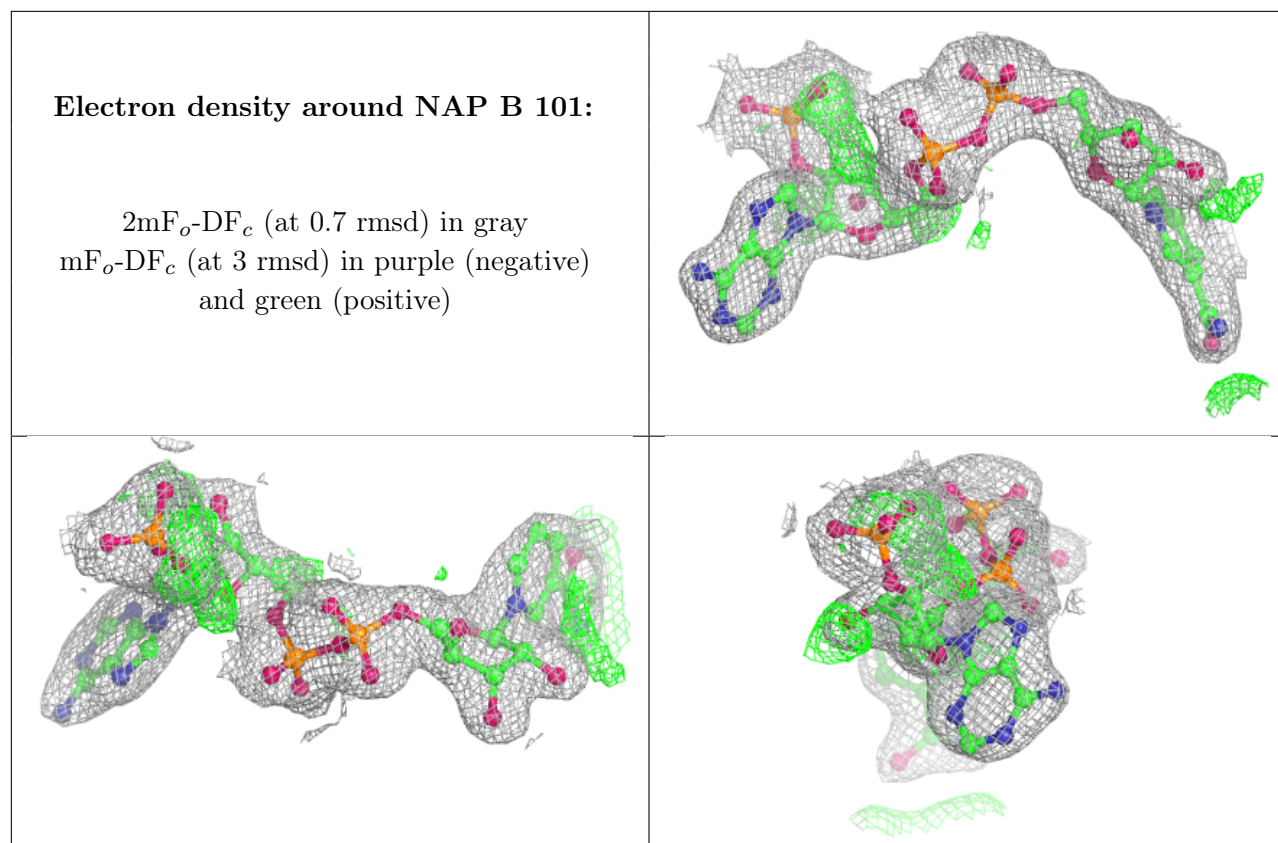 Electron density around NAP B 101:
2mFo-DFc (at 0.7 rmsd) in gray
mFo-DFc (at 3 rmsd) in purple (negative)
and green (positive)